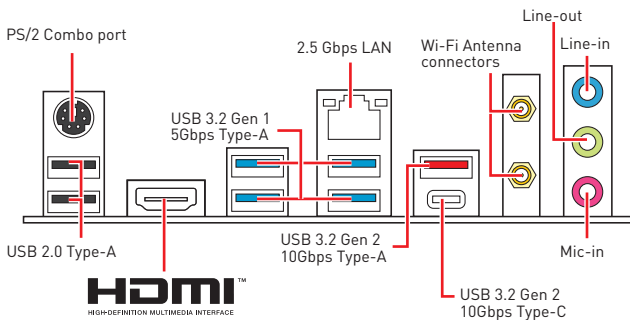 Line-out
PS/2 Combo port
2.5 Gbps LAN
Wi-Fi Antenna
connectors
Line-in
USB 3.2 Gen 1
5Gbps Type-A
USB 2.0 Type-A
USB 3.2 Gen 2
10Gbps Type-A
Mic-in
HDMI™
HIGH-DEFINITION MULTIMEDIA INTERFACE
USB 3.2 Gen 2
10Gbps Type-C